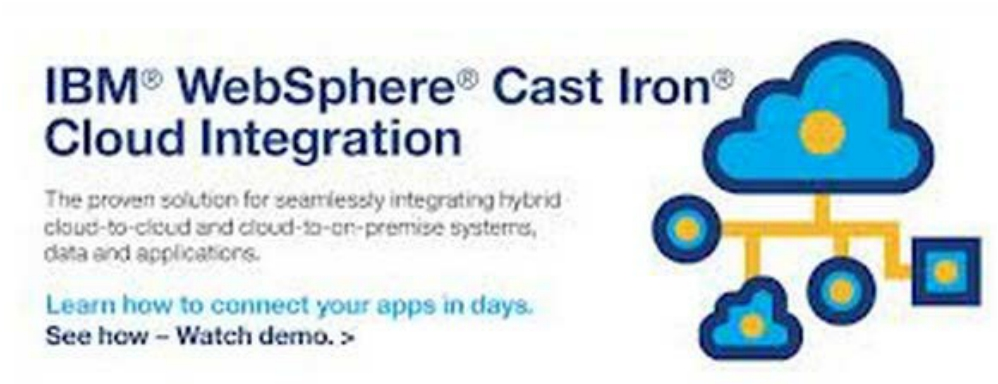 IBM® WebSphere® Cast Iron®
Cloud Integration
The proven solution for seamlessly integrating hybrid
cloud-to-cloud and cloud-to-on-premise systems,
data and applications.
Learn how to connect your apps in days.
See how – Watch demo. >